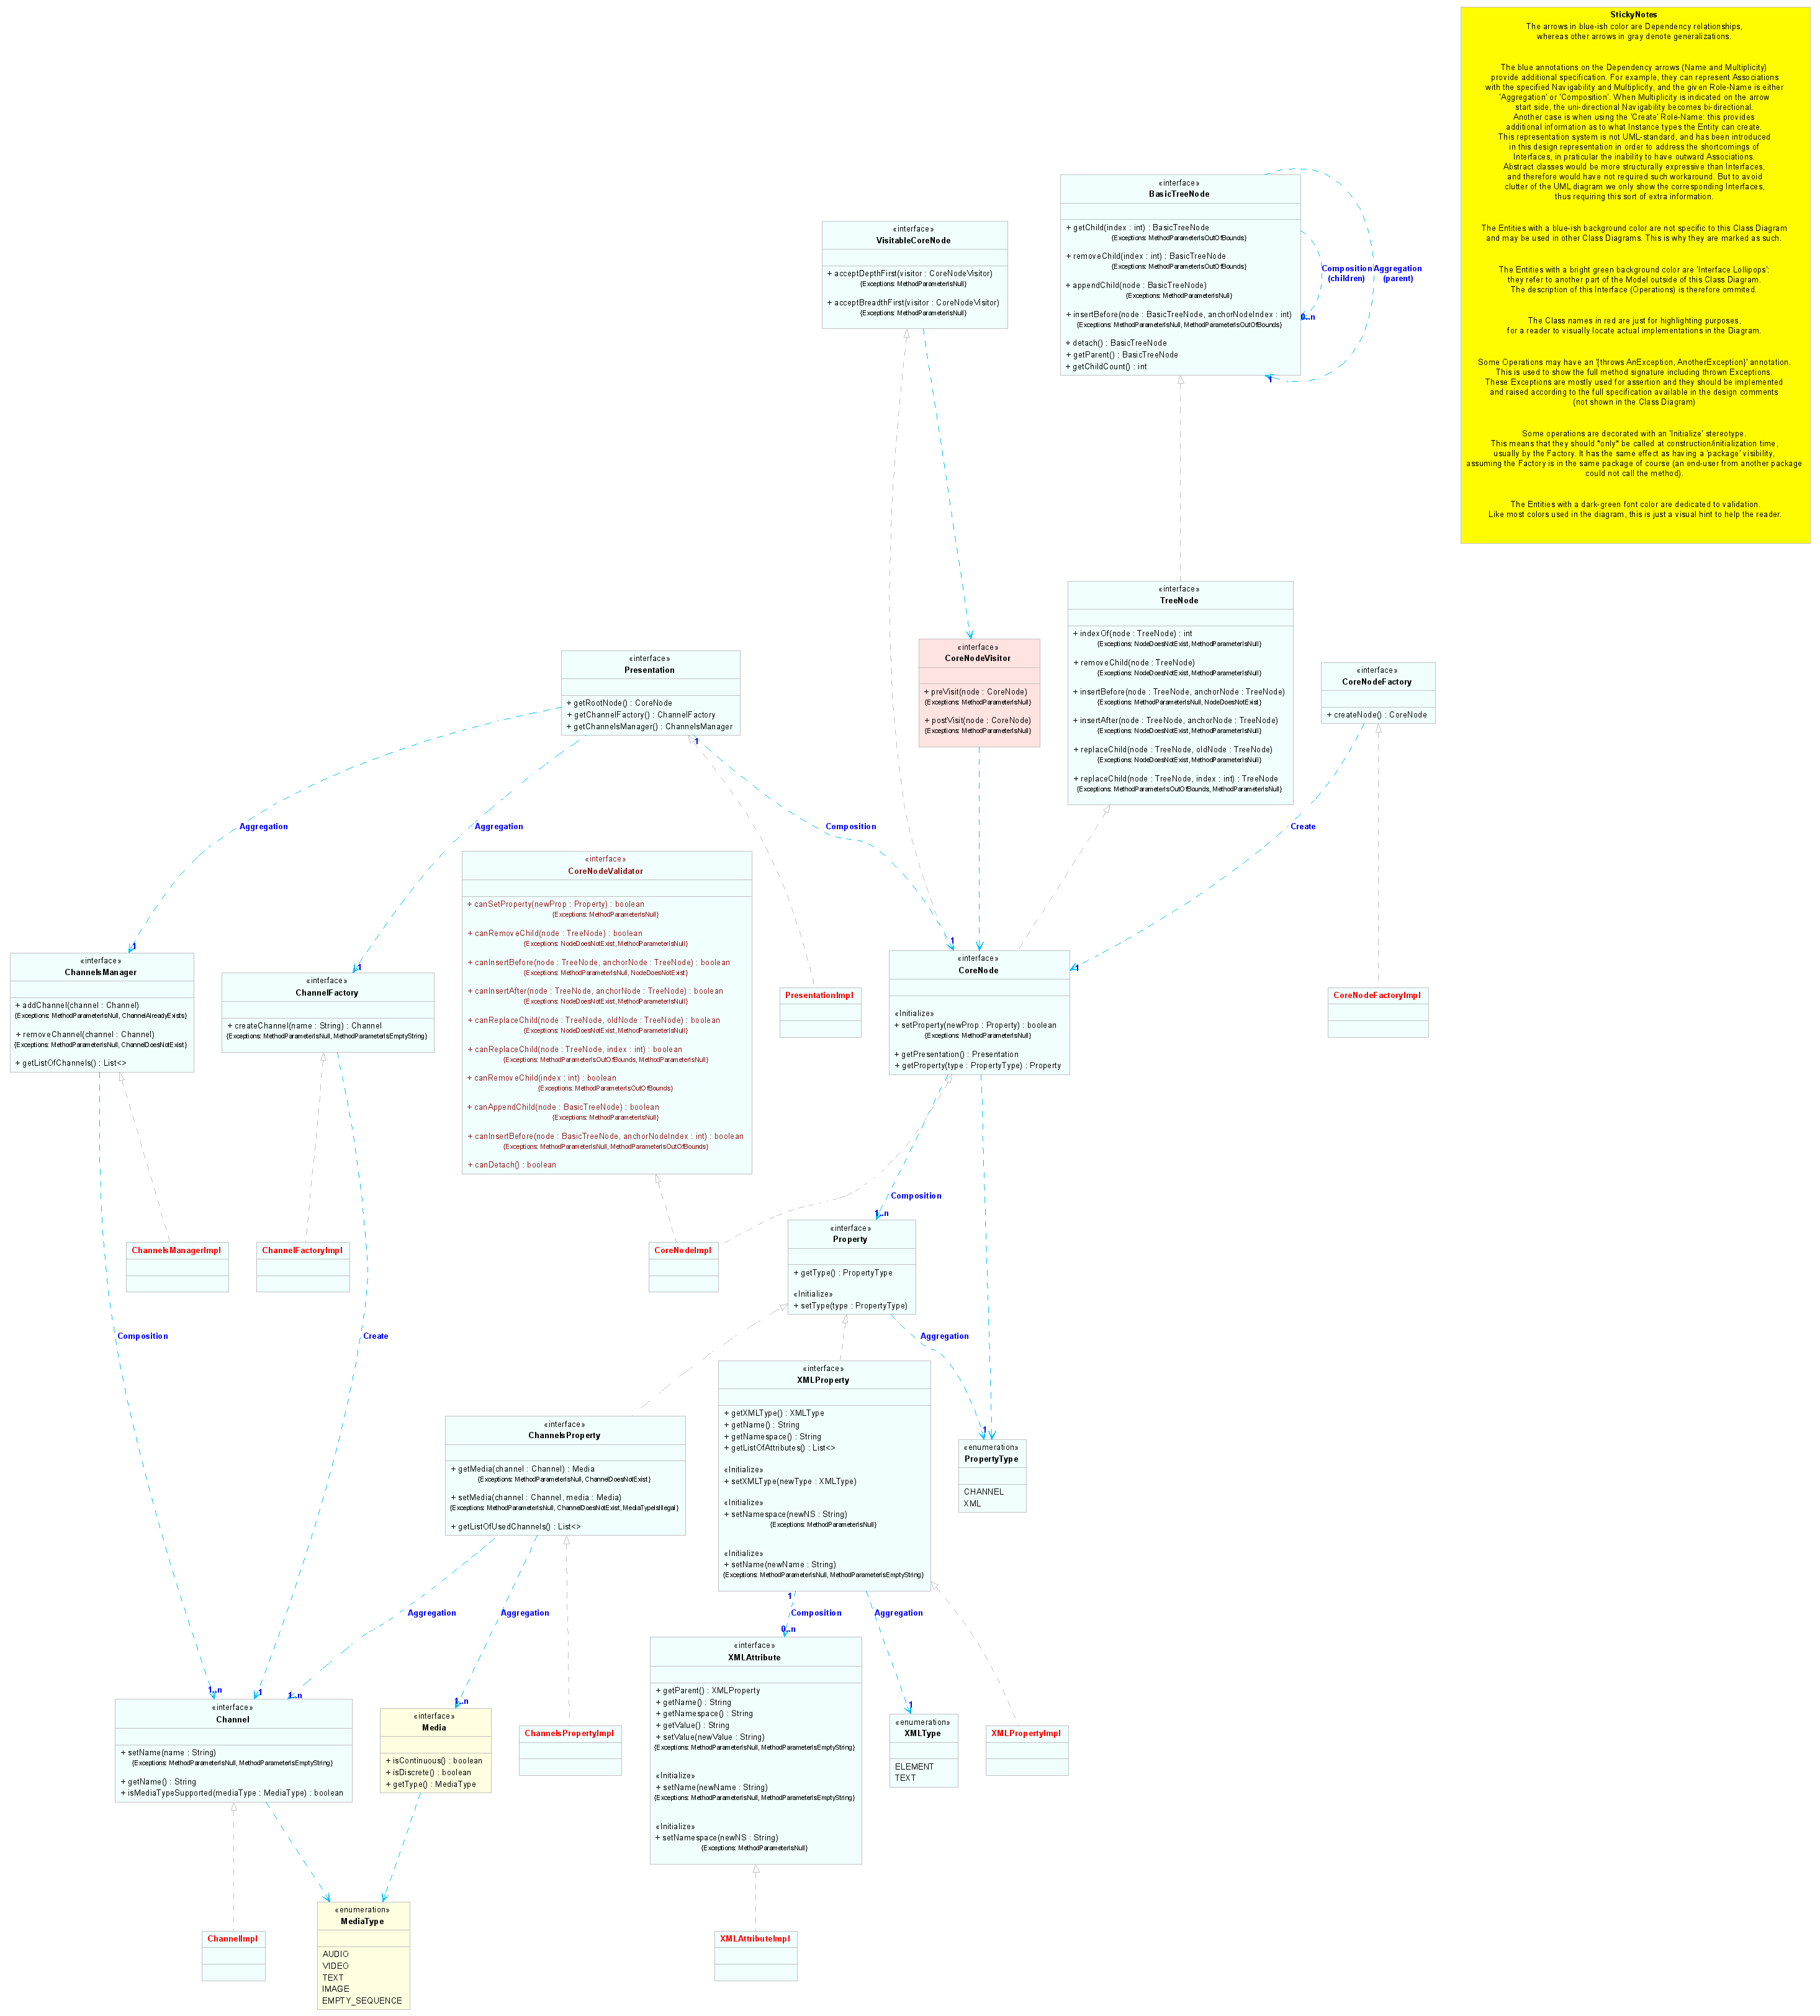 StickyNotes
The arrows in blue-ish color are Dependency relationships,
whereas other arrows in gray denote generalizations.
The blue annotations on the Dependency arrows (Name and Multiplicity)
provide additional specification. For example, they can represent Associations
with the specified Navigability and Multiplicity, and the given Role-Name is either
'Aggregation' or 'Composition'. When Multiplicity is indicated on the arrow
start side, the uni-directional Navigability becomes bi-directional.
Another case is when using the 'Create' Role-Name: this provides
additional information as to what Instance types the Entity can create.
This representation system is not UML-standard, and has been introduced
in this design representation in order to address the shortcomings of
Interfaces, in praticular the inability to have outward Associations.
Abstract classes would be more structurally expressive than Interfaces,
and therefore would have not required such workaround. But to avoid
clutter of the UML diagram we only show the corresponding Interfaces,
thus requiring this sort of extra information.
The Entities with a blue-ish background color are not specific to this Class Diagram
and may be used in other Class Diagrams. This is why they are marked as such.
The Entities with a bright green background color are 'Interface Lollipops':
they refer to another part of the Model outside of this Class Diagram.
The description of this Interface (Operations) is therefore ommited.
The Class names in red are just for highlighting purposes,
for a reader to visually locate actual implementations in the Diagram.
Some Operations may have an '{throws AnException, AnotherException}' annotation.
This is used to show the full method signature including thrown Exceptions.
These Exceptions are mostly used for assertion and they should be implemented
and raised according to the full specification available in the design comments
(not shown in the Class Diagram)
Some operations are decorated with an 'Initialize' stereotype.
This means that they should *only* be called at construction/initialization time,
usually by the Factory. It has the same effect as having a 'package' visibility,
assuming the Factory is in the same package of course (an end-user from another package
could not call the method).
The Entities with a dark-green font color are dedicated to validation.
Like most colors used in the diagram, this is just a visual hint to help the reader.
«interface»
BasicTreeNode
+ getChild(index : int) : BasicTreeNode
{Exceptions: MethodParameterIsOutOfBounds}
+ removeChild(index : int) : BasicTreeNode
{Exceptions: MethodParameterIsOutOfBounds}
+ appendChild(node : BasicTreeNode)
{Exceptions: MethodParameterIsNull}
+ insertBefore(node : BasicTreeNode, anchorNodeIndex : int)
{Exceptions: MethodParameterIsNull, MethodParameterIsOutOfBounds}
+ detach() : BasicTreeNode
+ getParent() : BasicTreeNode
+ getChildCount() : int
Composition
(children)
0..n
Aggregation
(parent)
1
«interface»
VisitableCoreNode
+ acceptDepthFirst(visitor : CoreNodeVisitor)
{Exceptions: MethodParameterIsNull}
+ acceptBreadthFirst(visitor : CoreNodeVisitor)
{Exceptions: MethodParameterIsNull}
«interface»
TreeNode
+ indexOf(node : TreeNode) : int
{Exceptions: NodeDoesNotExist, MethodParameterIsNull}
+ removeChild(node : TreeNode)
{Exceptions: NodeDoesNotExist, MethodParameterIsNull}
+ insertBefore(node : TreeNode, anchorNode : TreeNode)
{Exceptions: MethodParameterIsNull, NodeDoesNotExist}
+ insertAfter(node : TreeNode, anchorNode : TreeNode)
{Exceptions: NodeDoesNotExist, MethodParameterIsNull}
+ replaceChild(node : TreeNode, oldNode : TreeNode)
{Exceptions: NodeDoesNotExist, MethodParameterIsNull}
+ replaceChild(node : TreeNode, index : int) : TreeNode
{Exceptions: MethodParameterIsOutOfBounds, MethodParameterIsNull}
«interface»
CoreNodeVisitor
+ preVisit(node : CoreNode)
{Exceptions: MethodParameterIsNull}
+ postVisit(node : CoreNode)
{Exceptions: MethodParameterIsNull}
«interface»
Presentation
+ getRootNode() : CoreNode
+ getChannelFactory() : ChannelFactory
+ getChannelsManager() : ChannelsManager
1
«interface»
CoreNodeFactory
+ createNode() : CoreNode
Aggregation
Aggregation
Composition
Create
«interface»
CoreNodeValidator
+ canSetProperty(newProp : Property) : boolean
{Exceptions: MethodParameterIsNull}
+ canRemoveChild(node : TreeNode) : boolean
{Exceptions: NodeDoesNotExist, MethodParameterIsNull}
+ canInsertBefore(node : TreeNode, anchorNode : TreeNode) : boolean
{Exceptions: MethodParameterIsNull, NodeDoesNotExist}
+ canInsertAfter(node : TreeNode, anchorNode : TreeNode) : boolean
{Exceptions: NodeDoesNotExist, MethodParameterIsNull}
+ canReplaceChild(node : TreeNode, oldNode : TreeNode) : boolean
{Exceptions: NodeDoesNotExist, MethodParameterIsNull}
+ canReplaceChild(node : TreeNode, index : int) : boolean
{Exceptions: MethodParameterIsOutOfBounds, MethodParameterIsNull}
+ canRemoveChild(index : int) : boolean
{Exceptions: MethodParameterIsOutOfBounds}
+ canAppendChild(node : BasicTreeNode) : boolean
{Exceptions: MethodParameterIsNull}
+ canInsertBefore(node : BasicTreeNode, anchorNodeIndex : int) : boolean
{Exceptions: MethodParameterIsNull, MethodParameterIsOutOfBounds}
+ canDetach() : boolean
1
«interface»
ChannelsManager
+ addChannel(channel : Channel)
{Exceptions: MethodParameterIsNull, ChannelAlreadyExists}
+ removeChannel(channel : Channel)
{Exceptions: MethodParameterIsNull, ChannelDoesNotExist}
+ getListOfChannels() : List<>
1
«interface»
ChannelFactory
+ createChannel(name : String) : Channel
{Exceptions: MethodParameterIsNull, MethodParameterIsEmptyString}
PresentationImpl
1
1
«interface»
CoreNode
«Initialize»
+ setProperty(newProp : Property) : boolean
{Exceptions: MethodParameterIsNull}
+ getPresentation() : Presentation
+ getProperty(type : PropertyType) : Property
CoreNodeFactoryImpl
Composition
1..n
ChannelsManagerImpl
ChannelFactoryImpl
CoreNodeImpl
«interface»
Property
+ getType() : PropertyType
«Initialize»
+ setType(type : PropertyType)
Composition
Create
Aggregation
1
«interface»
XMLProperty
+ getXMLType() : XMLType
+ getName() : String
+ getNamespace() : String
+ getListOfAttributes() : List<>
«Initialize»
+ setXMLType(newType : XMLType)
«Initialize»
+ setNamespace(newNS : String)
{Exceptions: MethodParameterIsNull}
«Initialize»
+ setName(newName : String)
{Exceptions: MethodParameterIsNull, MethodParameterIsEmptyString}
«interface»
ChannelsProperty
+ getMedia(channel : Channel) : Media
{Exceptions: MethodParameterIsNull, ChannelDoesNotExist}
+ setMedia(channel : Channel, media : Media)
{Exceptions: MethodParameterIsNull, ChannelDoesNotExist, MediaTypeIsIllegal}
+ getListOfUsedChannels() : List<>
«enumeration»
PropertyType
CHANNEL
XML
Aggregation
Aggregation
1
Composition
0..n
Aggregation
1
1..n
1
1..n
1..n
«interface»
Channel
+ setName(name : String)
{Exceptions: MethodParameterIsNull, MethodParameterIsEmptyString}
+ getName() : String
+ isMediaTypeSupported(mediaType : MediaType) : boolean
«interface»
Media
+ isContinuous() : boolean
+ isDiscrete() : boolean
+ getType() : MediaType
ChannelsPropertyImpl
«interface»
XMLAttribute
+ getParent() : XMLProperty
+ getName() : String
+ getNamespace() : String
+ getValue() : String
+ setValue(newValue : String)
{Exceptions: MethodParameterIsNull, MethodParameterIsEmptyString}
«Initialize»
+ setName(newName : String)
{Exceptions: MethodParameterIsNull, MethodParameterIsEmptyString}
«Initialize»
+ setNamespace(newNS : String)
{Exceptions: MethodParameterIsNull}
«enumeration»
XMLType
ELEMENT
TEXT
XMLPropertyImpl
ChannelImpl
«enumeration»
MediaType
AUDIO
VIDEO
TEXT
IMAGE
EMPTY_SEQUENCE
XMLAttributeImpl